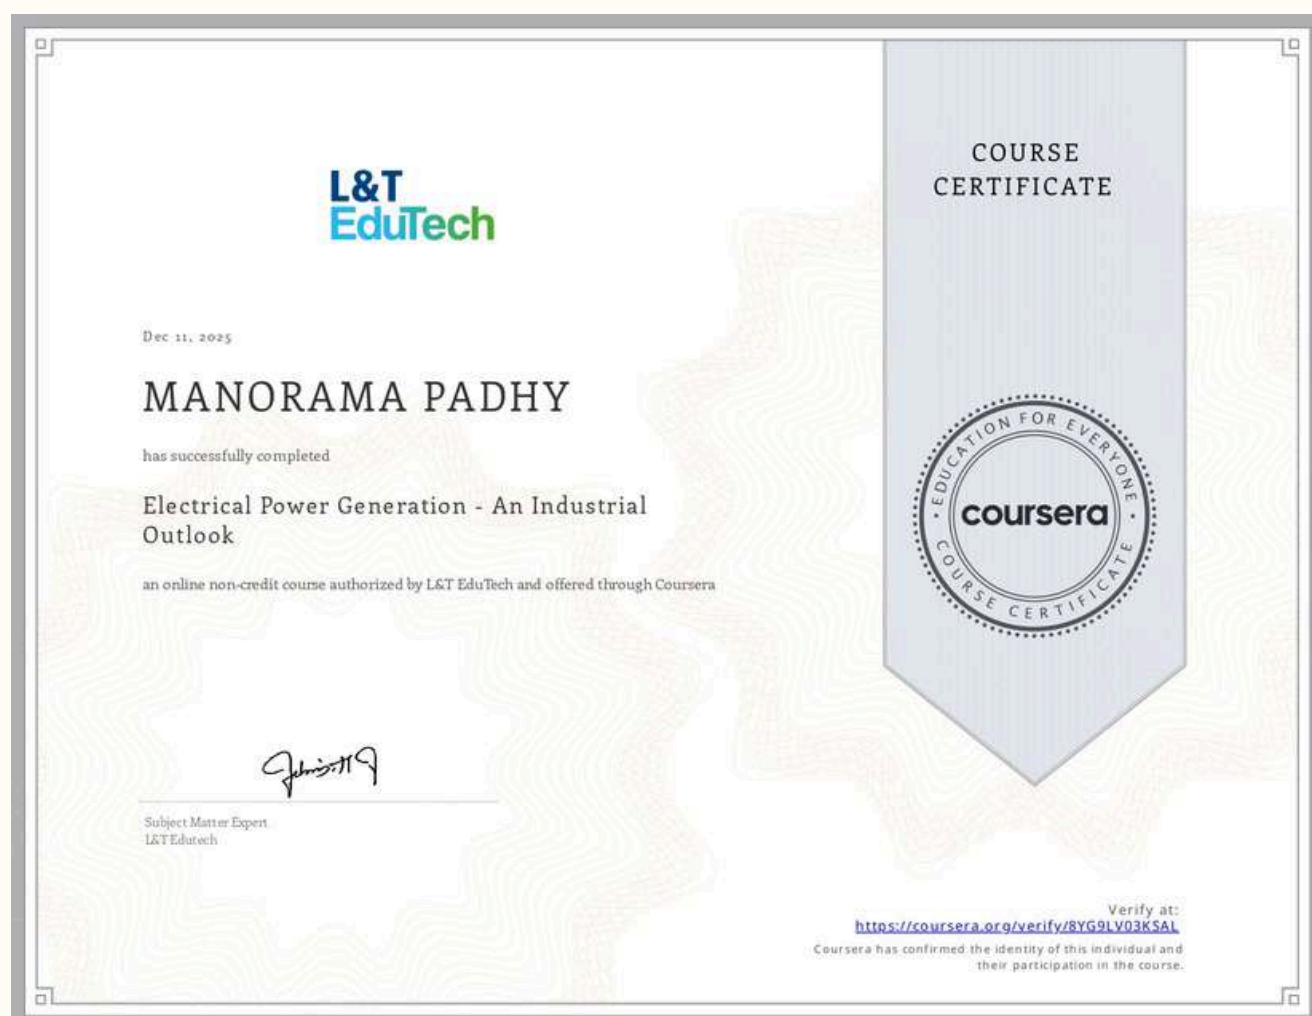 COURSE
CERTIFICATE
L&T
EduTech
Dec 11, 2025
MANORAMA PADHY
has successfully completed
Electrical Power Generation - An Industrial
Outlook
an online non-credit course authorized by L&T EduTech and offered through Coursera
EDUCATION FOR EVERYONE
coursera
COURSE CERTIFICATE
Subject Matter Expert
L&T Edutech
Verify at:
https://coursera.org/verify/8YG9LV03KSAL
Coursera has confirmed the identity of this individual and
their participation in the course.